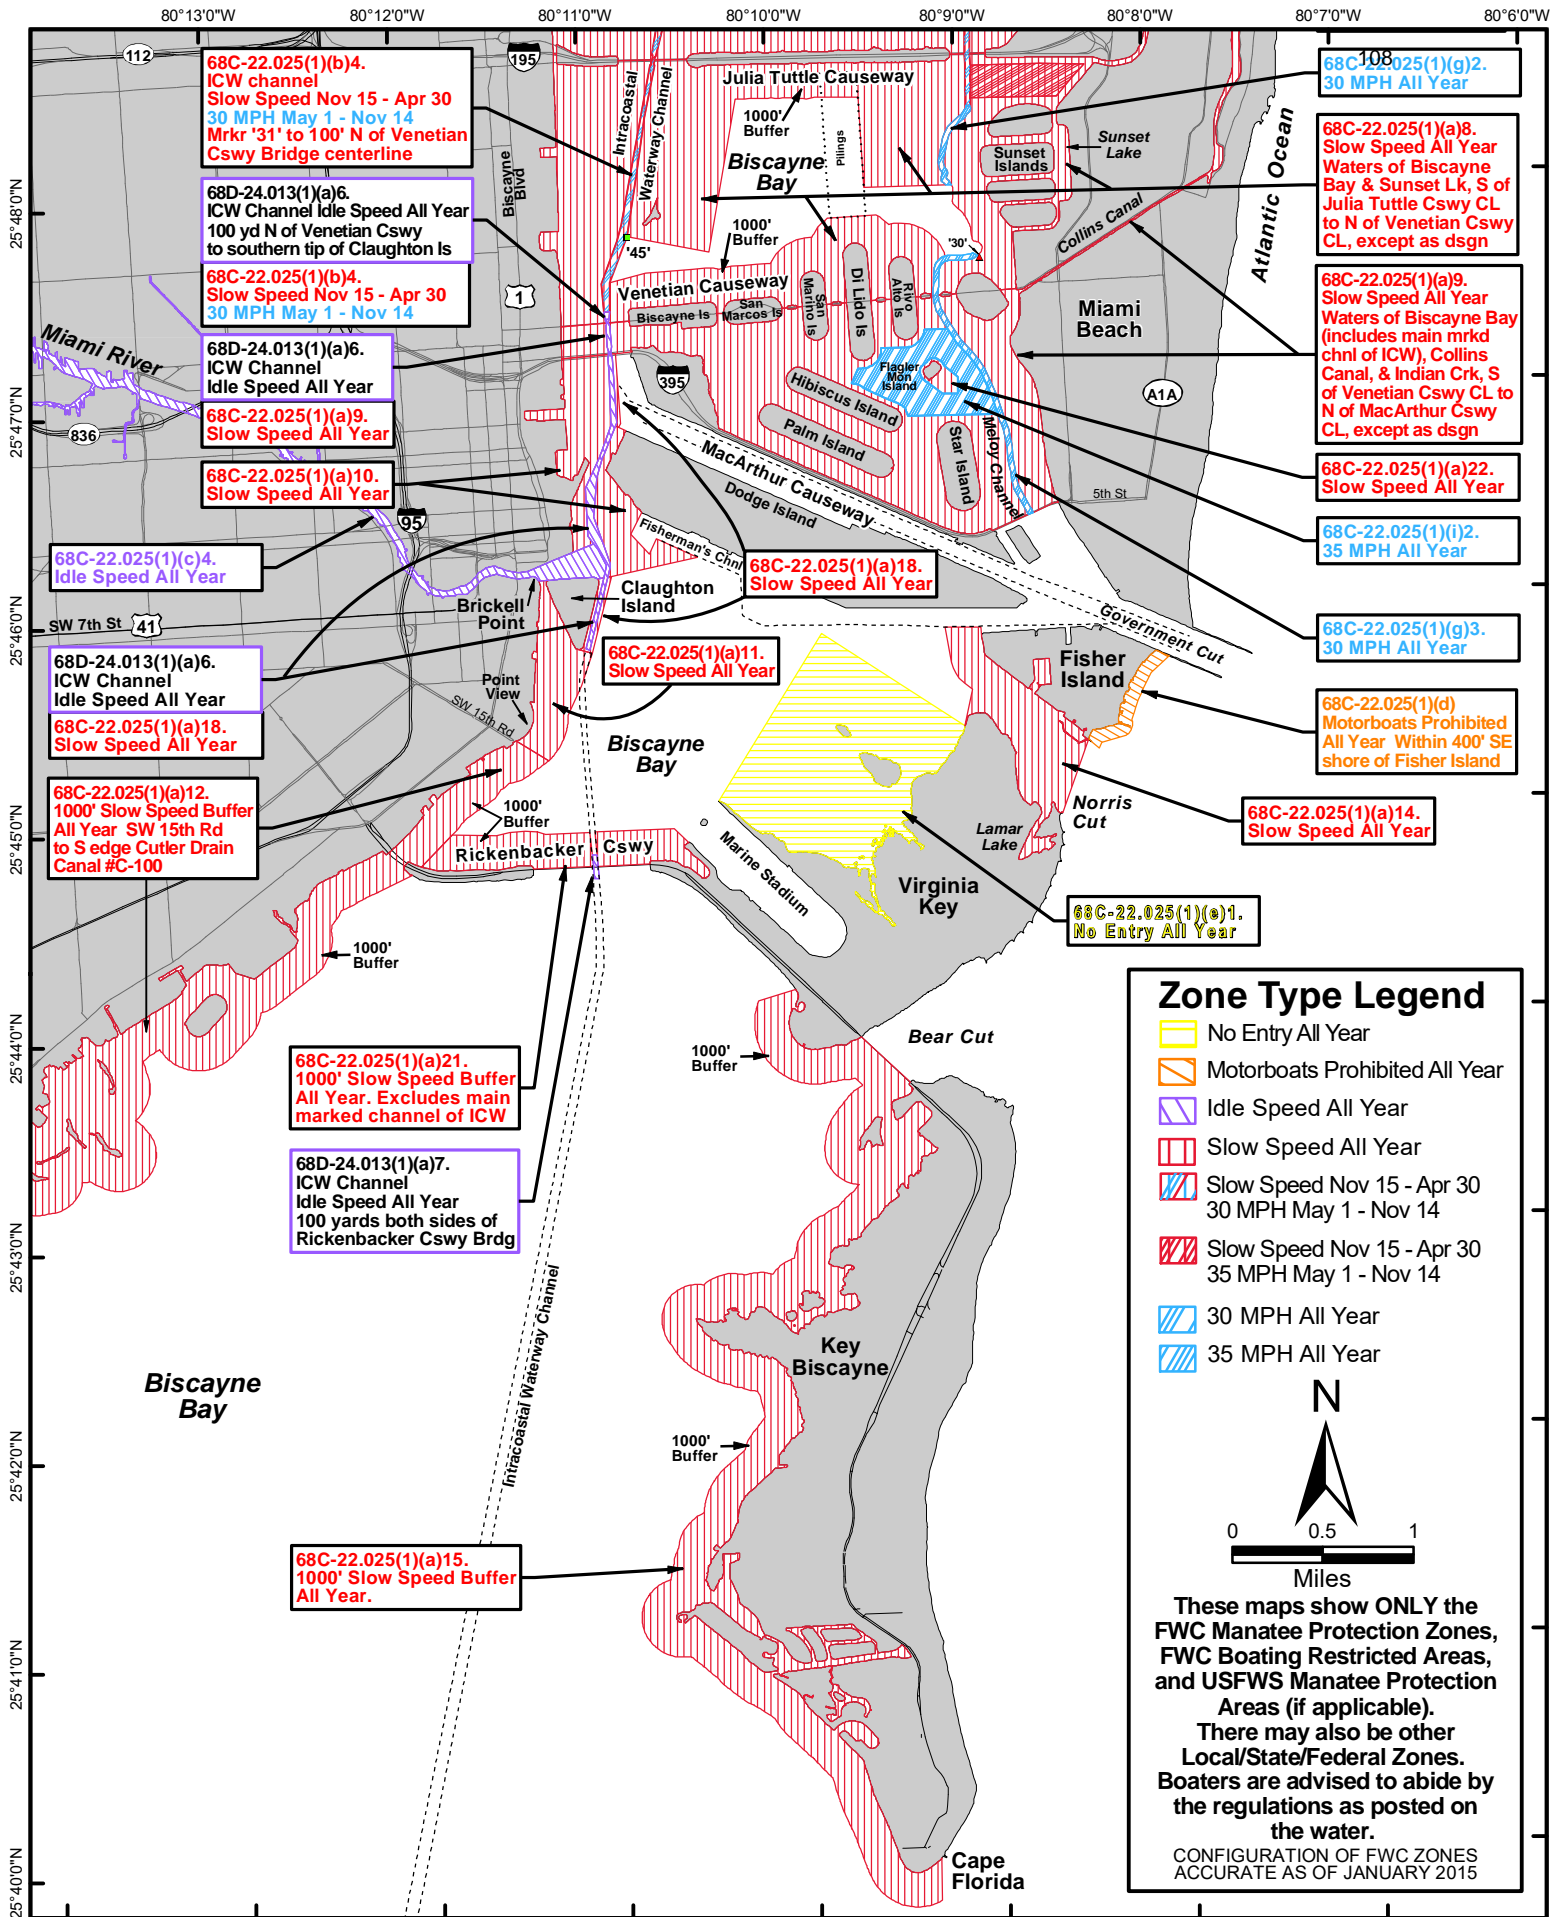 80°13'0"W
80°12'0"W
80°11'0"W
80°10'0"W
80°9'0"W
80°8'0"W
80°7'0"W
80°6'0"W
108
112
195
68C-22.025(1)(b)4.
ICW channel
Slow Speed Nov 15 - Apr 30
30 MPH May 1 - Nov 14
Mrkr '31' to 100' N of Venetian
Cswy Bridge centerline
68D-24.013(1)(a)6.
ICW Channel Idle Speed All Year
100 yd N of Venetian Cswy
to southern tip of Claughton Is
68C-22.025(1)(b)4.
Slow Speed Nov 15 - Apr 30
30 MPH May 1 - Nov 14
68D-24.013(1)(a)6.
ICW Channel
Idle Speed All Year
68C-22.025(1)(a)9.
Slow Speed All Year
68C-22.025(1)(a)10.
Slow Speed All Year
68C-22.025(1)(c)4.
Idle Speed All Year
68D-24.013(1)(a)6.
ICW Channel
Idle Speed All Year
68C-22.025(1)(a)18.
Slow Speed All Year
68C-22.025(1)(a)12.
1000' Slow Speed Buffer
All Year SW 15th Rd
to S edge Cutler Drain
Canal #C-100
68C-22.025(1)(g)2.
30 MPH All Year
68C-22.025(1)(a)8.
Slow Speed All Year
Waters of Biscayne
Bay & Sunset Lk, S of
Julia Tuttle Cswy CL
to N of Venetian Cswy
CL, except as dsgn
68C-22.025(1)(a)9.
Slow Speed All Year
Waters of Biscayne Bay
(includes main mrkd
chnl of ICW), Collins
Canal, & Indian Crk, S
of Venetian Cswy CL to
N of MacArthur Cswy
CL, except as dsgn
68C-22.025(1)(a)22.
Slow Speed All Year
68C-22.025(1)(i)2.
35 MPH All Year
68C-22.025(1)(g)3.
30 MPH All Year
68C-22.025(1)(d)
Motorboats Prohibited
All Year Within 400' SE
shore of Fisher Island
68C-22.025(1)(a)14.
Slow Speed All Year
68C-22.025(1)(e)1.
No Entry All Year
68C-22.025(1)(a)18.
Slow Speed All Year
68C-22.025(1)(a)11.
Slow Speed All Year
68C-22.025(1)(a)21.
1000' Slow Speed Buffer
All Year. Excludes main
marked channel of ICW
68D-24.013(1)(a)7.
ICW Channel
Idle Speed All Year
100 yards both sides of
Rickenbacker Cswy Brdg
68C-22.025(1)(a)15.
1000' Slow Speed Buffer
All Year.
Intracoastal
Waterway Channel
Julia Tuttle Causeway
1000'
Buffer
Pilings
Biscayne
Bay
Biscayne
Blvd
Sunset
Islands
Sunset
Lake
Atlantic Ocean
Collins Canal
1000'
Buffer
'45'
'30'
1
Venetian Causeway
Biscayne Is
San
Marcos Is
San
Marino Is
Di Lido Is
Rivo
Alto Is
Miami
Beach
Miami River
836
395
A1A
Flagler
Mon
Island
Hibiscus Island
Palm Island
Star Island
Meloy Channel
MacArthur Causeway
Dodge Island
5th St
95
Fisherman's Chnl
Claughton
Island
Brickell
Point
SW 7th St
41
Government Cut
Fisher
Island
Point
View
SW 15th Rd
Biscayne
Bay
1000'
Buffer
Rickenbacker Cswy
Marine Stadium
Lamar
Lake
Norris
Cut
Virginia
Key
1000'
Buffer
Bear Cut
1000'
Buffer
Intracoastal Waterway Channel
Key
Biscayne
Biscayne
Bay
1000'
Buffer
Cape
Florida
25°48'0"N
25°47'0"N
25°46'0"N
25°45'0"N
25°44'0"N
25°43'0"N
25°42'0"N
25°41'0"N
25°40'0"N
Zone Type Legend
No Entry All Year
Motorboats Prohibited All Year
Idle Speed All Year
Slow Speed All Year
Slow Speed Nov 15 - Apr 30
30 MPH May 1 - Nov 14
Slow Speed Nov 15 - Apr 30
35 MPH May 1 - Nov 14
30 MPH All Year
35 MPH All Year
N
0 0.5 1
Miles
These maps show ONLY the
FWC Manatee Protection Zones,
FWC Boating Restricted Areas,
and USFWS Manatee Protection
Areas (if applicable).
There may also be other
Local/State/Federal Zones.
Boaters are advised to abide by
the regulations as posted on
the water.
CONFIGURATION OF FWC ZONES
ACCURATE AS OF JANUARY 2015